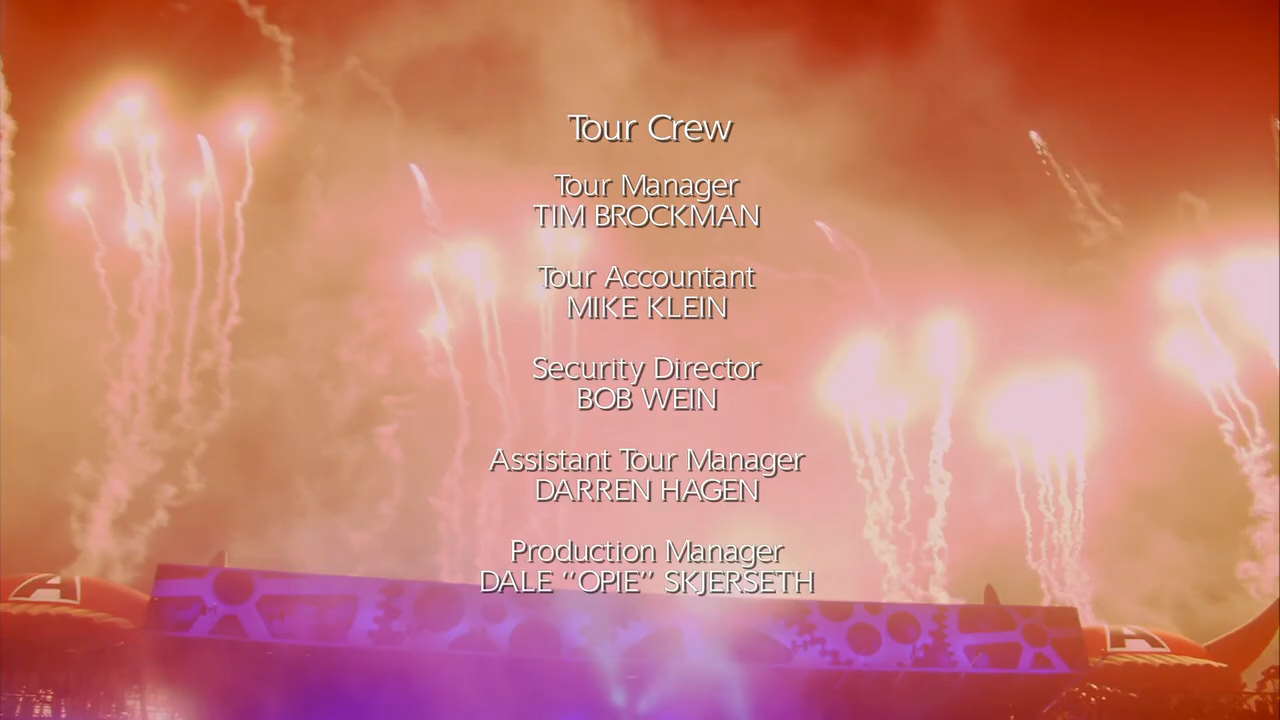 Tour Crew
Tour Manager
TIM BROCKMAN
Tour Accountant
MIKE KLEIN
Security Director
BOB WEIN
Assistant Tour Manager
DARREN HAGEN
Production Manager
DALE “OPIE” SKJERSETH
A
A